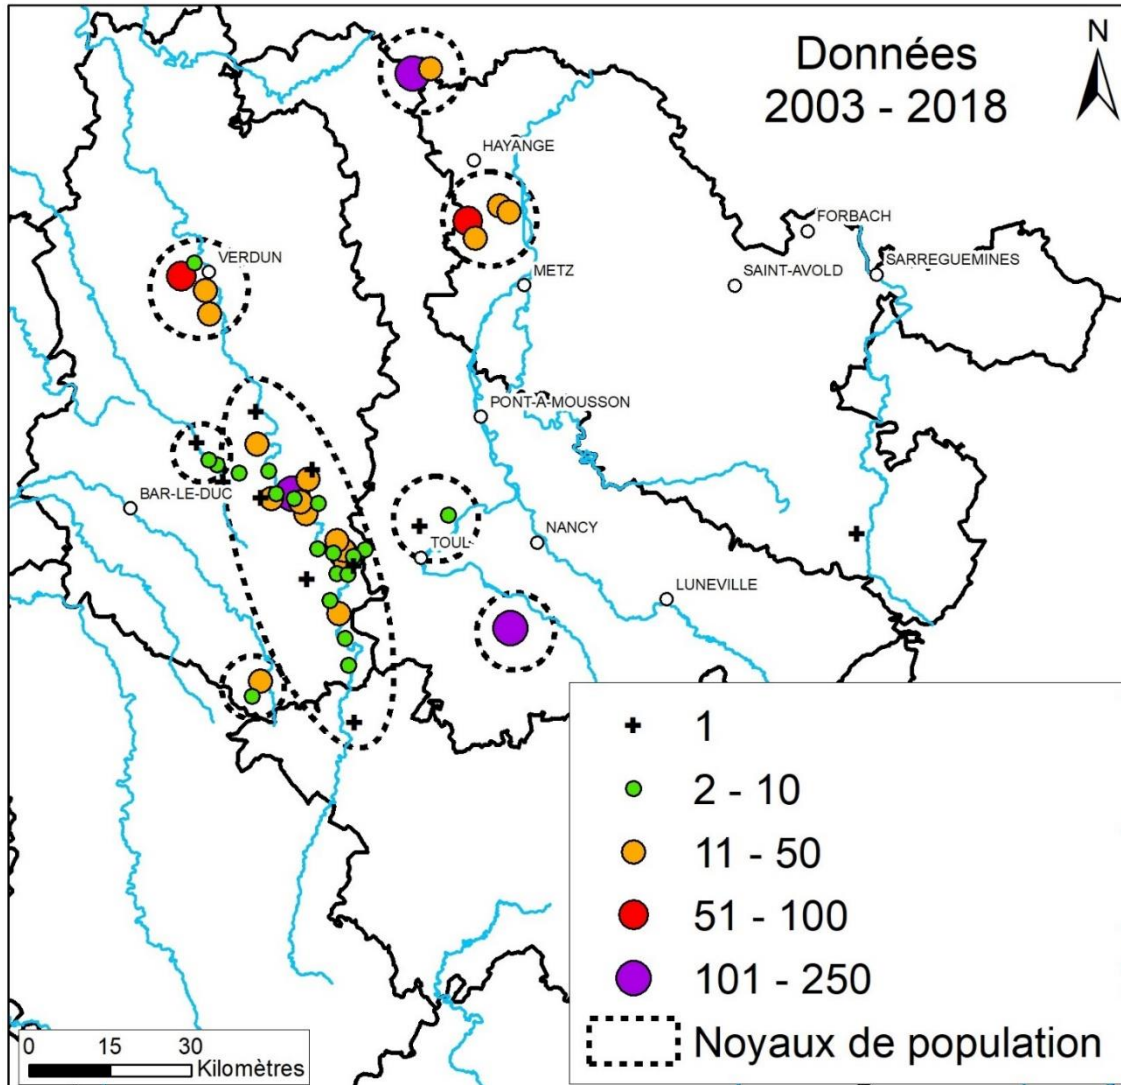 Données
2003 - 2018
N
HAYANGE
FORBACH
VERDUN
SARREGUEMINES
METZ
SAINT-AVOLD
PONT-A-MOUSSON
BAR-LE-DUC
NANCY
TOUL
LUNEVILLE
1
2 - 10
11 - 50
51 - 100
101 - 250
Noyaux de population
0 15 30
Kilomètres